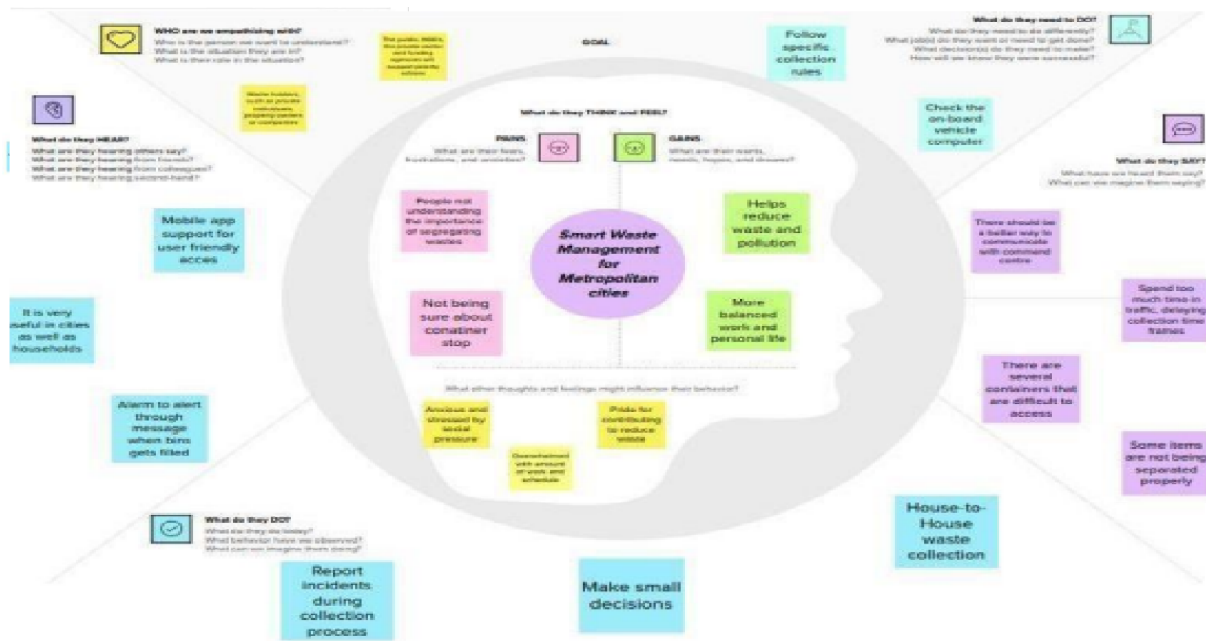 WHO are we empathizing with?
Who is the person we want to understand?
What is the situation they are in?
What is their role in the situation?
The public, NGOs,
the private sector
and funding
agencies will
support priority
actions
Waste holders,
such as private
individuals,
property owners
or companies
GOAL
Follow
specific
collection
rules
What do they need to DO?
What do they need to do differently?
What job(s) do they want or need to get done?
What decision(s) do they need to make?
How will we know they were successful?
Check the
on-board
vehicle
computer
What do they HEAR?
What are they hearing others say?
What are they hearing from friends?
What are they hearing from colleagues?
What are they hearing second-hand?
Mobile app
support for
user friendly
acces
It is very
useful in cities
as well as
households
Alarm to alert
through
message
when bins
gets filled
What do they THINK and FEEL?
PAINS
What are their fears,
frustrations, and anxieties?
GAINS
What are their wants,
needs, hopes, and dreams?
People not
understanding
the importance
of segregating
wastes
Not being
sure about
conatiner
stop
Smart Waste
Management
for
Metropolitan
cities
Helps
reduce
waste and
pollution
More
balanced
work and
personal life
What other thoughts and feelings might influence their behavior?
Anxious and
stressed by
social
pressure
Overwhelmed
with amount
of work and
schedule
Pride for
contributing
to reduce
waste
What do they SAY?
What have we heard them say?
What can we imagine them saying?
There should be
a better way to
communicate
with command
centre
Spend too
much time in
traffic, delaying
collection time
frames
There are
several
containers that
are difficult to
access
Some items
are not being
separated
properly
What do they DO?
What do they do today?
What behavior have we observed?
What can we imagine them doing?
Report
incidents
during
collection
process
Make small
decisions
House-to-
House
waste
collection